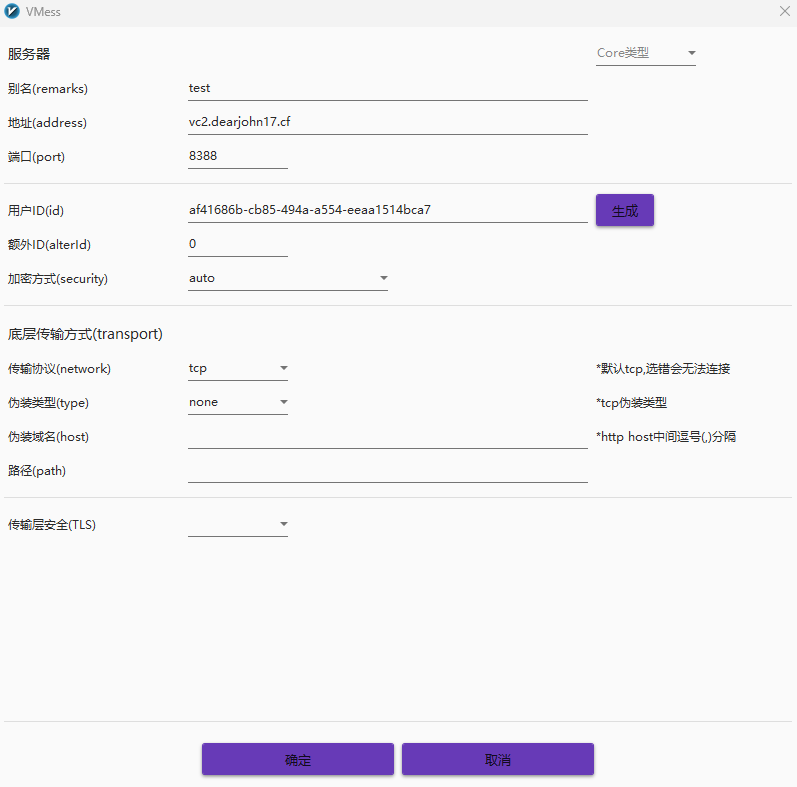 VMess
服务器
Core类型
别名(remarks)
test
地址(address)
vc2.dearjohn17.cf
端口(port)
8388
用户ID(id)
af41686b-cb85-494a-a554-eeaa1514bca7
生成
额外ID(alterId)
0
加密方式(security)
auto
底层传输方式(transport)
传输协议(network)
tcp
*默认tcp,选错会无法连接
伪装类型(type)
none
*tcp伪装类型
伪装域名(host)
*http host中间逗号(,)分隔
路径(path)
传输层安全(TLS)
确定
取消